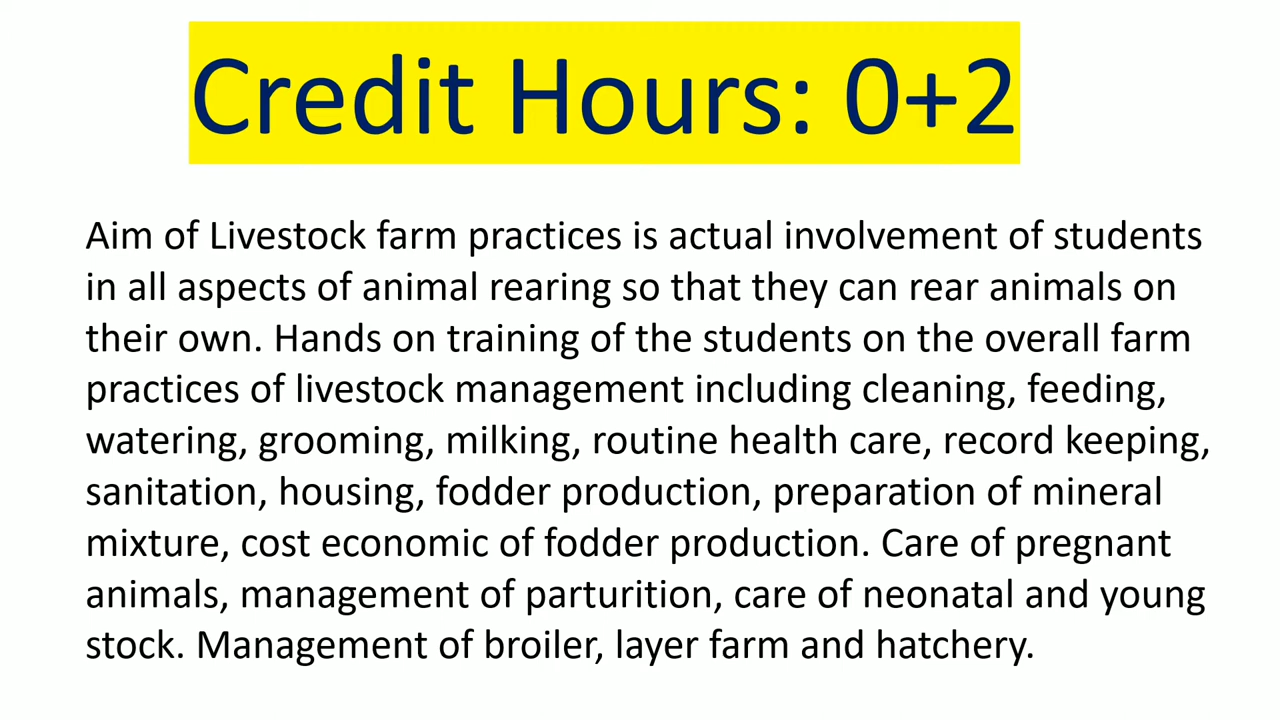 Credit Hours: 0+2
Aim of Livestock farm practices is actual involvement of students
in all aspects of animal rearing so that they can rear animals on
their own. Hands on training of the students on the overall farm
practices of livestock management including cleaning, feeding,
watering, grooming, milking, routine health care, record keeping,
sanitation, housing, fodder production, preparation of mineral
mixture, cost economic of fodder production. Care of pregnant
animals, management of parturition, care of neonatal and young
stock. Management of broiler, layer farm and hatchery.